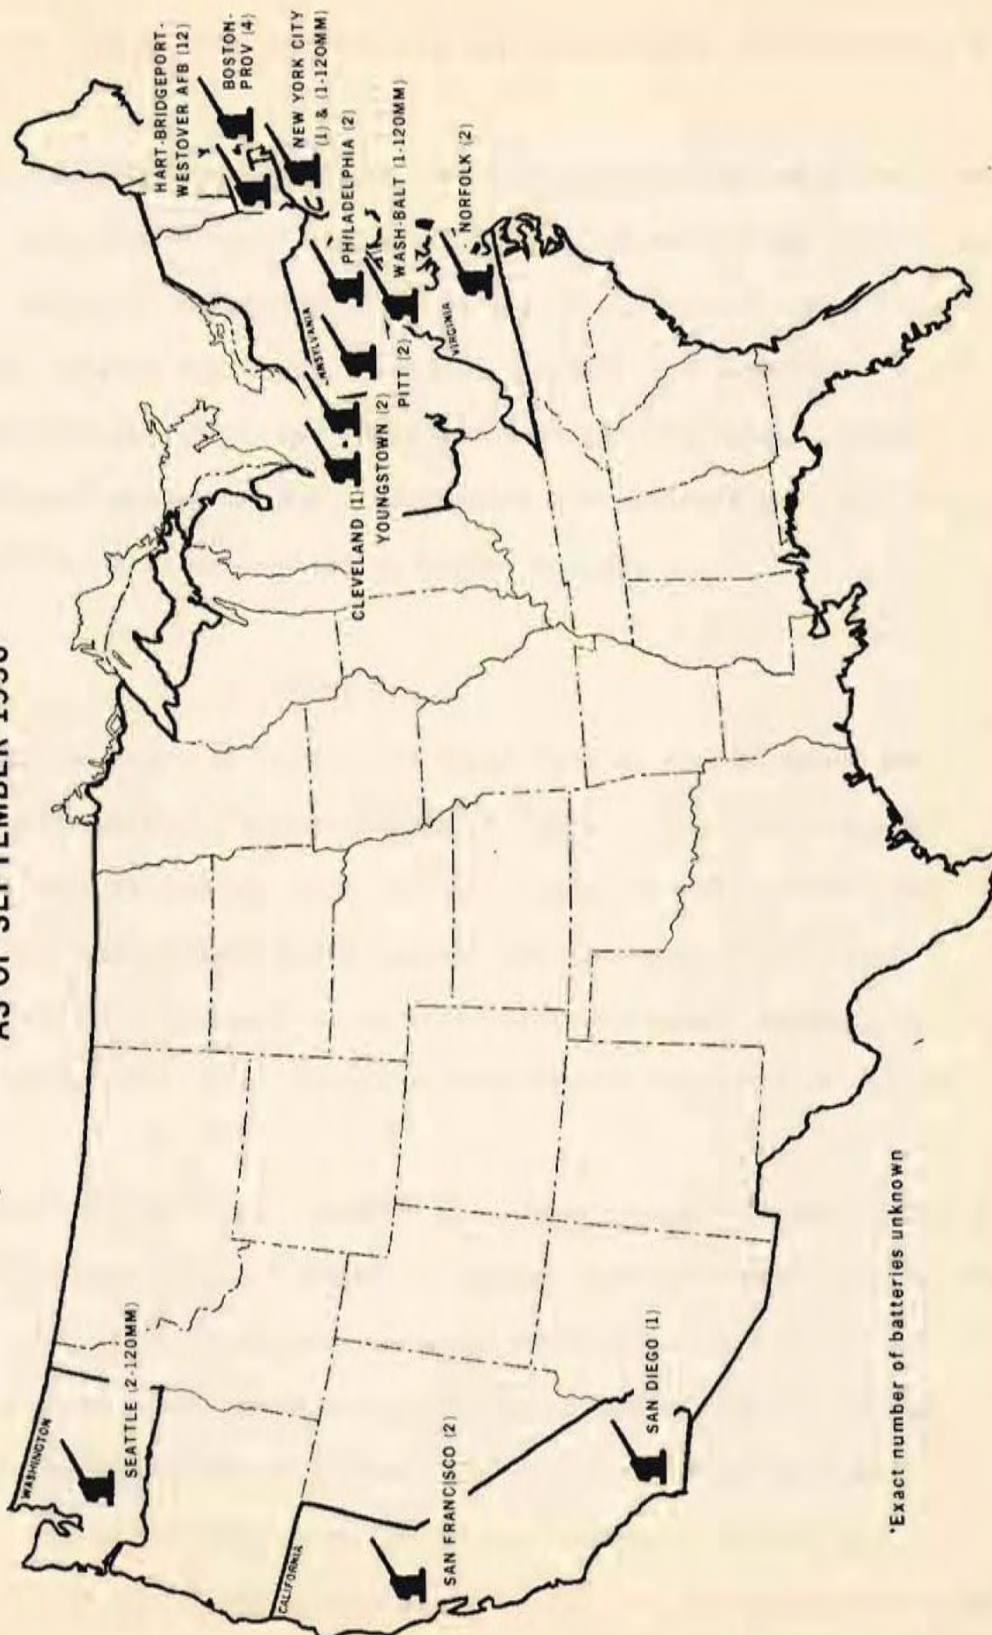 AS OF SEPTEMBER
WASHINGTON
SEATTLE (2-120MM)
CALIFORNIA
SAN FRANCISCO (2)
SAN DIEGO (1)
CLEVELAND (1)
YOUNGSTOWN (2)
PITT (2)
NNSYLVANIA
VIRGINIA
HART-BRIDGEPORT-
WESTOVER AFB (12)
BOSTON-
PROV (4)
NEW YORK CITY
(1) & (1-120MM)
PHILADELPHIA (2)
WASH-BALT (1-120MM)
NORFOLK (2)
*Exact number of batteries unknown